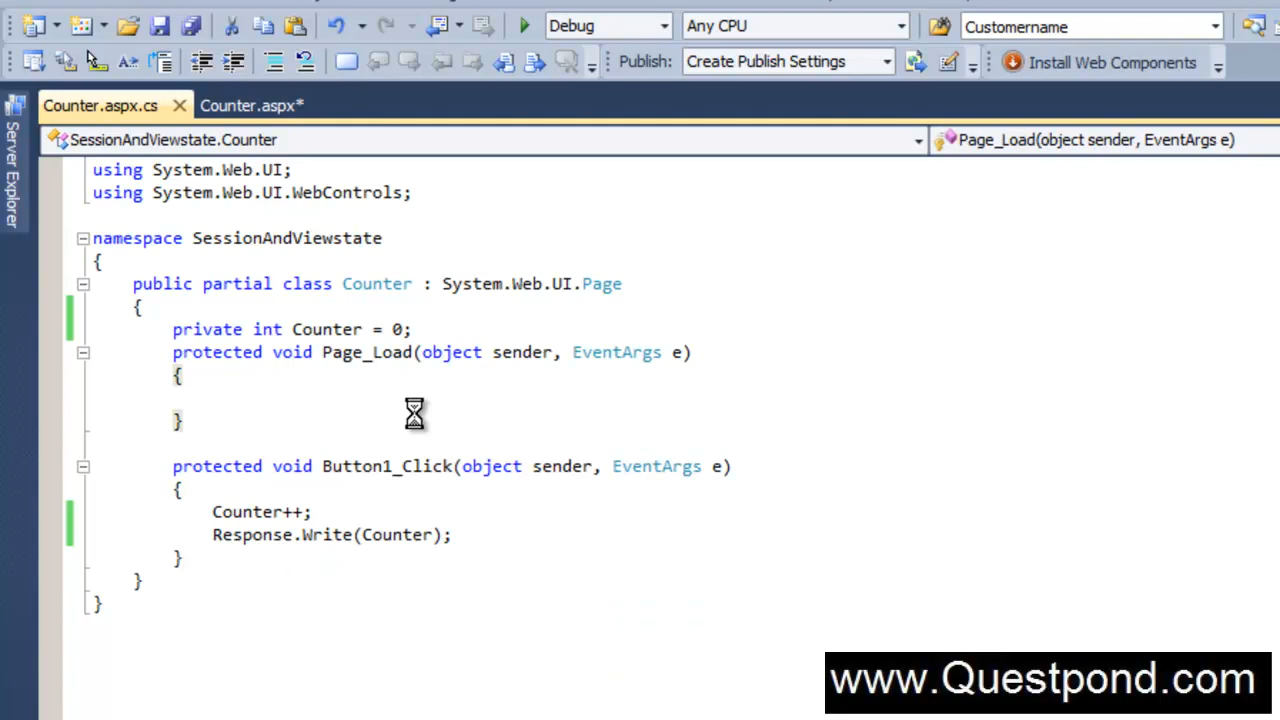 Debug
Any CPU
Customername
Publish:
Create Publish Settings
Install Web Components
Counter.aspx.cs
Counter.aspx*
Server Explorer
SessionAndViewstate.Counter
Page_Load(object sender, EventArgs e)
using System.Web.UI;
using System.Web.UI.WebControls;
namespace SessionAndViewstate
{
public partial class Counter : System.Web.UI.Page
{
private int Counter = 0;
protected void Page_Load(object sender, EventArgs e)
{
}
protected void Button1_Click(object sender, EventArgs e)
{
Counter++;
Response.Write(Counter);
}
}
}
www.Questpond.com